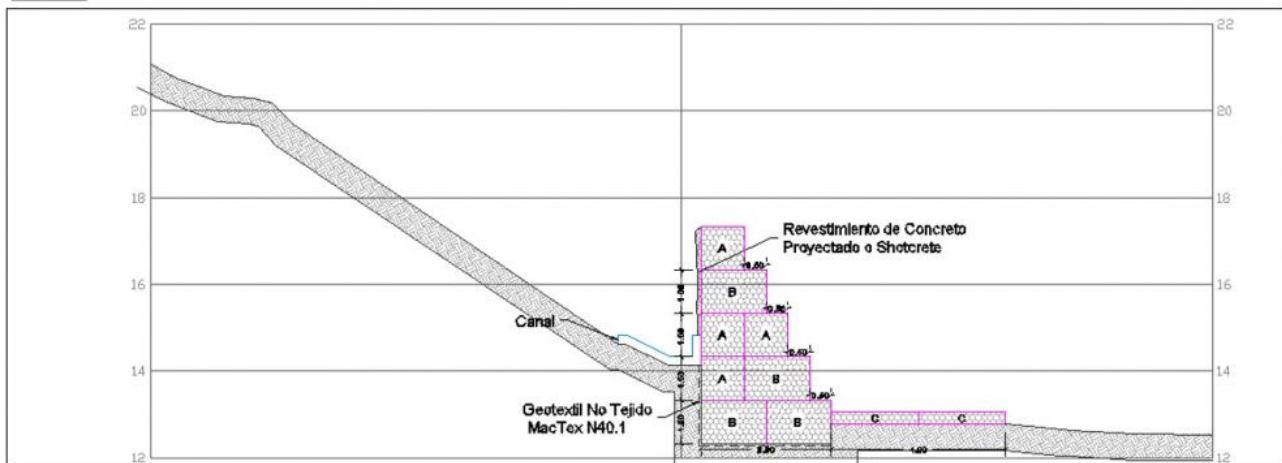 22
22
20
20
18
18
16
16
14
14
12
12
Revestimiento de Concreto
Proyectado o Shotcrete
Canal
Geotextil No Tejido
MacTex N40.1
A
B
A
A
A
B
B
B
C
C